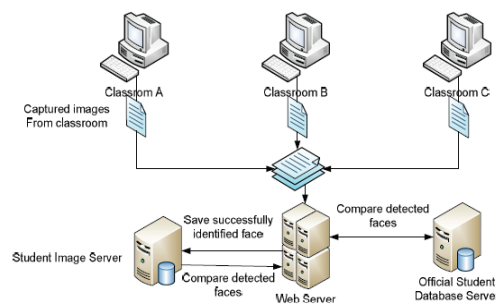 Classrom A
Classroom B
Classroom C
Captured images
From classroom
Save successfully
identified face
Compare detected
faces
Student Image Server
Compare detected
faces
Web Server
Official Student
Database Serve